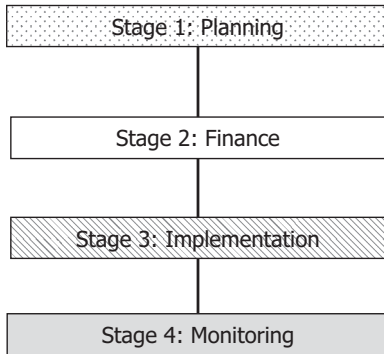 Stage 1: Planning
Stage 2: Finance
Stage 3: Implementation
Stage 4: Monitoring